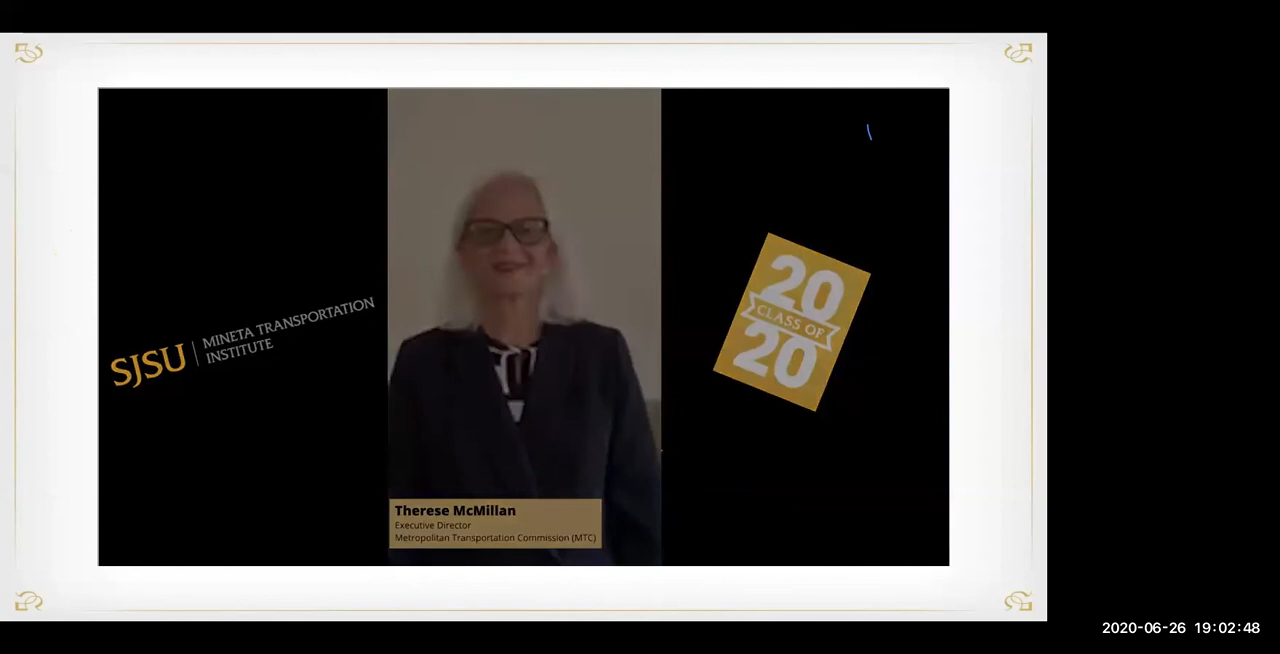 SJSU
MINETA TRANSPORTATION
INSTITUTE
20
CLASS OF
20
Therese McMillan
Executive Director
Metropolitan Transportation Commission (MTC)
2020-06-26 19:02:48